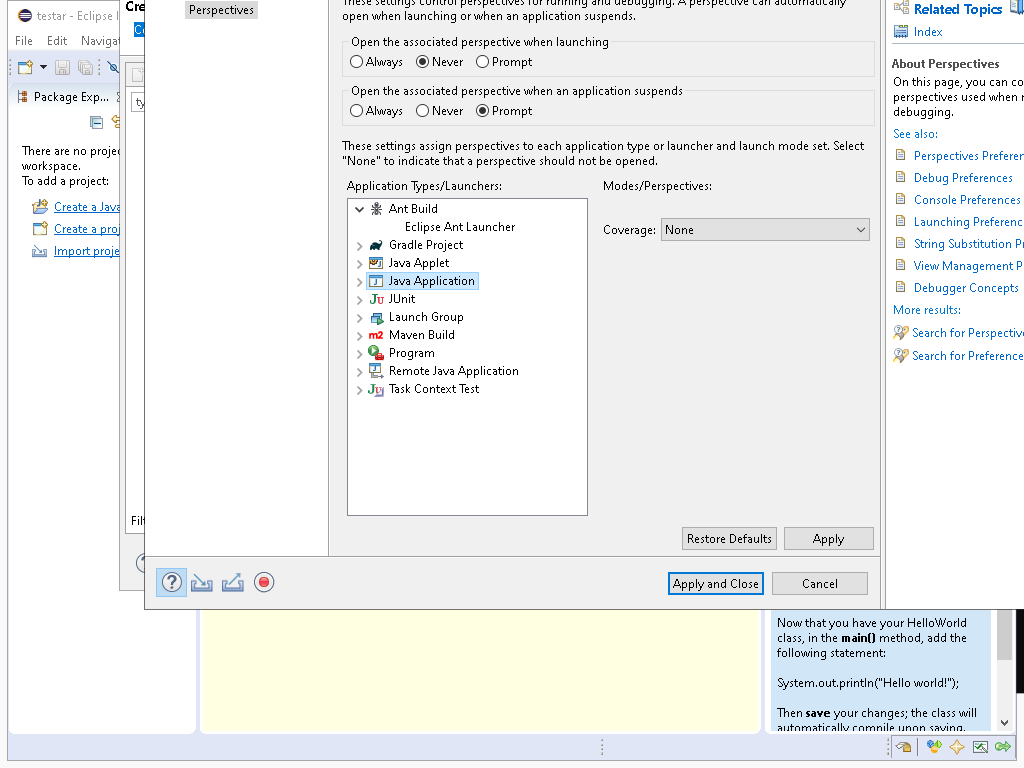 testar - Eclipse
File Edit Navigat
Package Exp...
There are no proje
workspace.
To add a project:
Create a Java
Create a proj
Import proje
Cre
ty
Filt
Perspectives
These settings control perspectives for running and debugging. A perspective can automatically
open when launching or when an application suspends.
Open the associated perspective when launching
Always Never Prompt
Open the associated perspective when an application suspends
Always Never Prompt
These settings assign perspectives to each application type or launcher and launch mode set. Select
"None" to indicate that a perspective should not be opened.
Application Types/Launchers:
Modes/Perspectives:
Ant Build
Eclipse Ant Launcher
Gradle Project
Java Applet
Java Application
JUnit
Launch Group
Maven Build
Program
Remote Java Application
Task Context Test
Coverage: None
Restore Defaults Apply
Apply and Close Cancel
Related Topics
Index
About Perspectives
On this page, you can co
perspectives used when r
debugging.
See also:
Perspectives Preferen
Debug Preferences
Console Preferences
Launching Preferenc
String Substitution P
View Management P
Debugger Concepts
More results:
Search for Perspective
Search for Preference
Now that you have your HelloWorld
class, in the main() method, add the
following statement:
System.out.println("Hello world!");
Then save your changes; the class will
automatically compile upon saving.